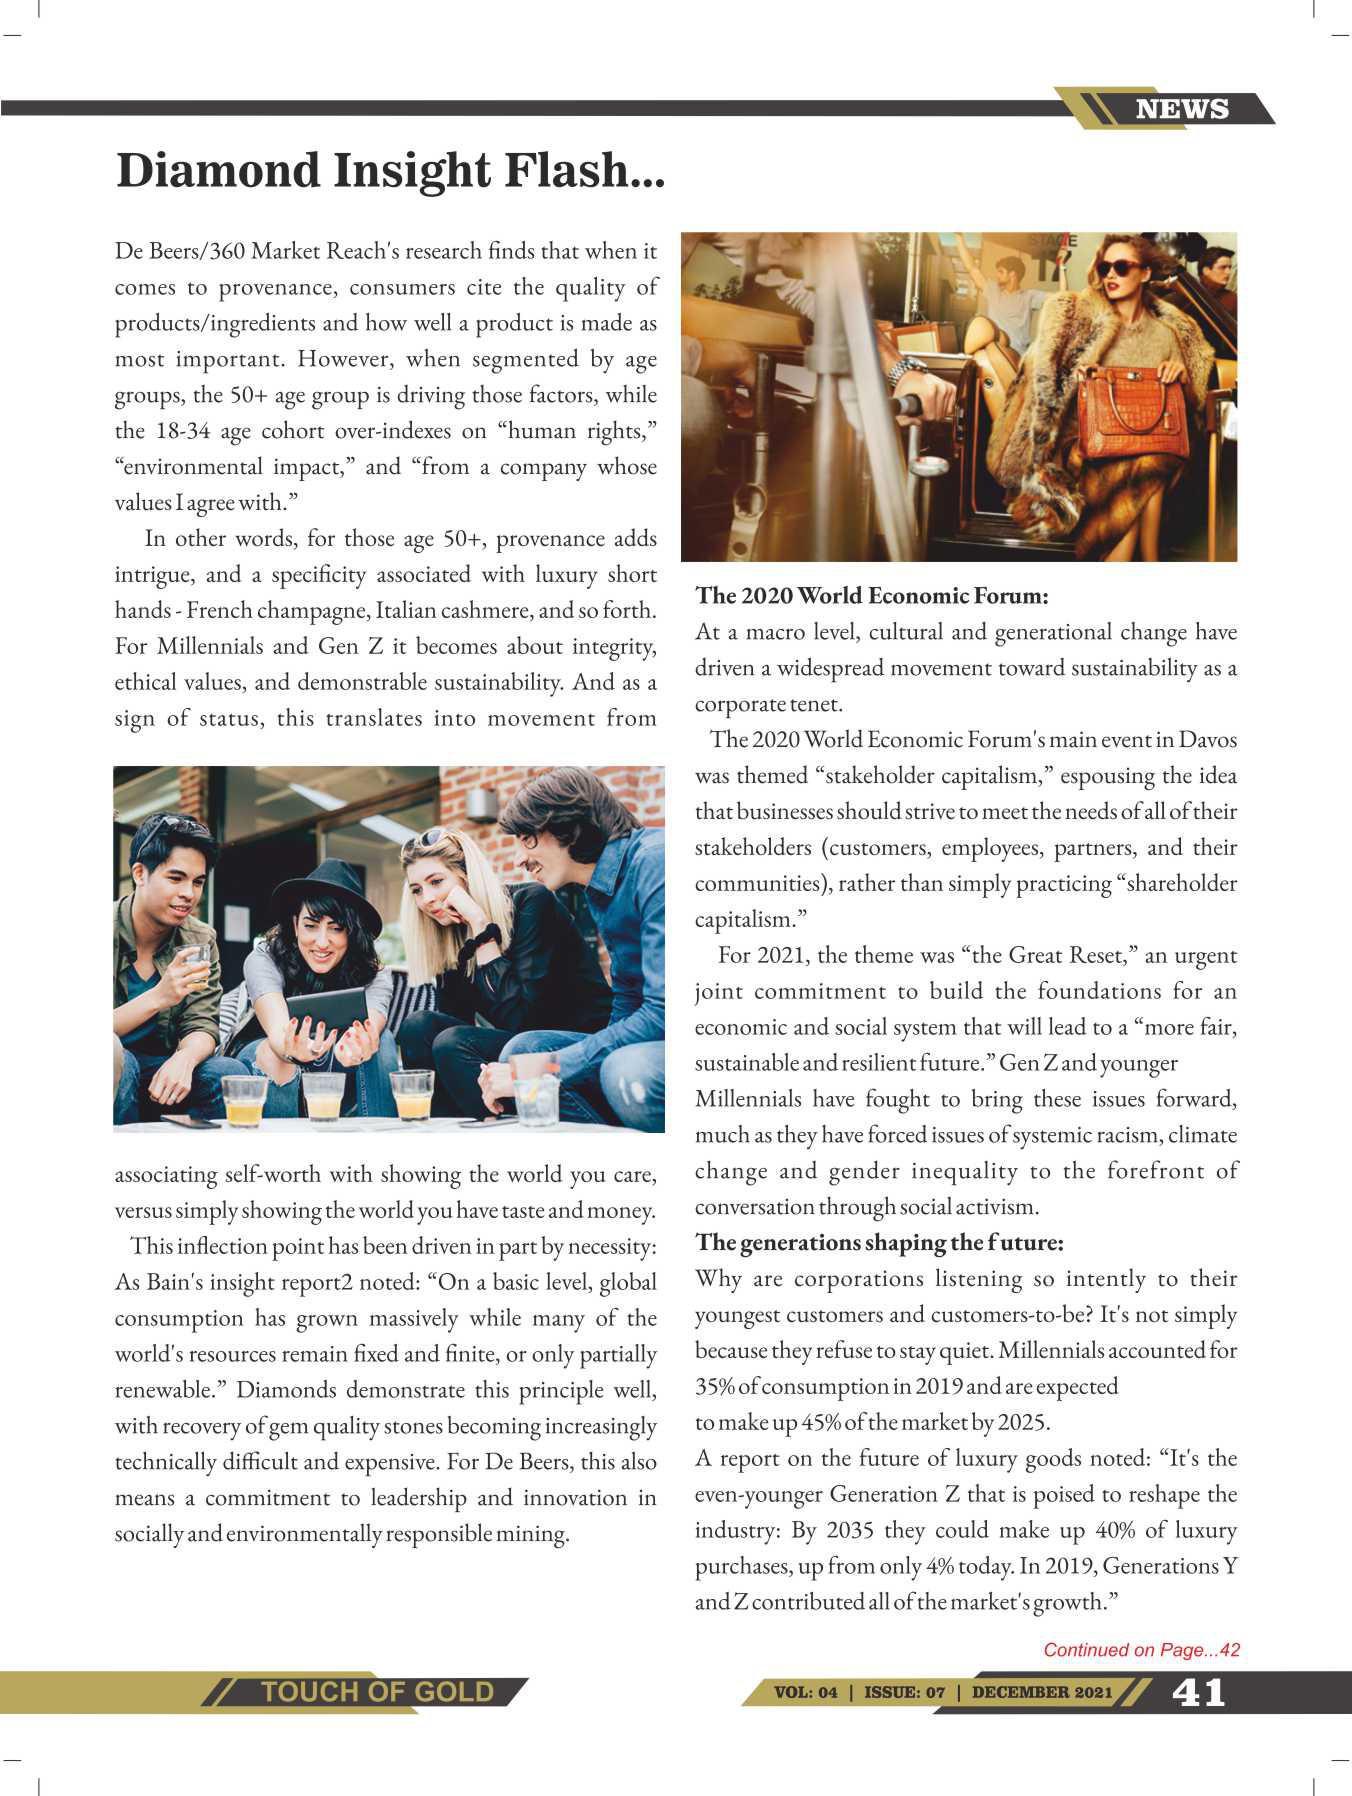 NEWS
Diamond Insight Flash...
De Beers/360 Market Reach's research finds that when it
comes to provenance, consumers cite the quality of
products/ingredients and how well a product is made as
most important. However, when segmented by age
groups, the 50+ age group is driving those factors, while
the 18-34 age cohort over-indexes on “human rights,”
“environmental impact,” and “from a company whose
values I agree with.”
In other words, for those age 50+, provenance adds
intrigue, and a specificity associated with luxury short
hands - French champagne, Italian cashmere, and so forth.
For Millennials and Gen Z it becomes about integrity,
ethical values, and demonstrable sustainability. And as a
sign of status, this translates into movement from
associating self-worth with showing the world you care,
versus simply showing the world you have taste and money.
This inflection point has been driven in part by necessity:
As Bain's insight report2 noted: “On a basic level, global
consumption has grown massively while many of the
world's resources remain fixed and finite, or only partially
renewable.” Diamonds demonstrate this principle well,
with recovery of gem quality stones becoming increasingly
technically difficult and expensive. For De Beers, this also
means a commitment to leadership and innovation in
socially and environmentally responsible mining.
STAGE
17
The 2020 World Economic Forum:
At a macro level, cultural and generational change have
driven a widespread movement toward sustainability as a
corporate tenet.
The 2020 World Economic Forum's main event in Davos
was themed “stakeholder capitalism,” espousing the idea
that businesses should strive to meet the needs of all of their
stakeholders (customers, employees, partners, and their
communities), rather than simply practicing “shareholder
capitalism.”
For 2021, the theme was “the Great Reset,” an urgent
joint commitment to build the foundations for an
economic and social system that will lead to a “more fair,
sustainable and resilient future.” Gen Z and younger
Millennials have fought to bring these issues forward,
much as they have forced issues of systemic racism, climate
change and gender inequality to the forefront of
conversation through social activism.
The generations shaping the future:
Why are corporations listening so intently to their
youngest customers and customers-to-be? It's not simply
because they refuse to stay quiet. Millennials accounted for
35% of consumption in 2019 and are expected
to make up 45% of the market by 2025.
A report on the future of luxury goods noted: “It's the
even-younger Generation Z that is poised to reshape the
industry: By 2035 they could make up 40% of luxury
purchases, up from only 4% today. In 2019, Generations Y
and Z contributed all of the market's growth.”
Continued on Page...42
TOUCH OF GOLD
VOL: 04 | ISSUE: 07 | DECEMBER 2021
41